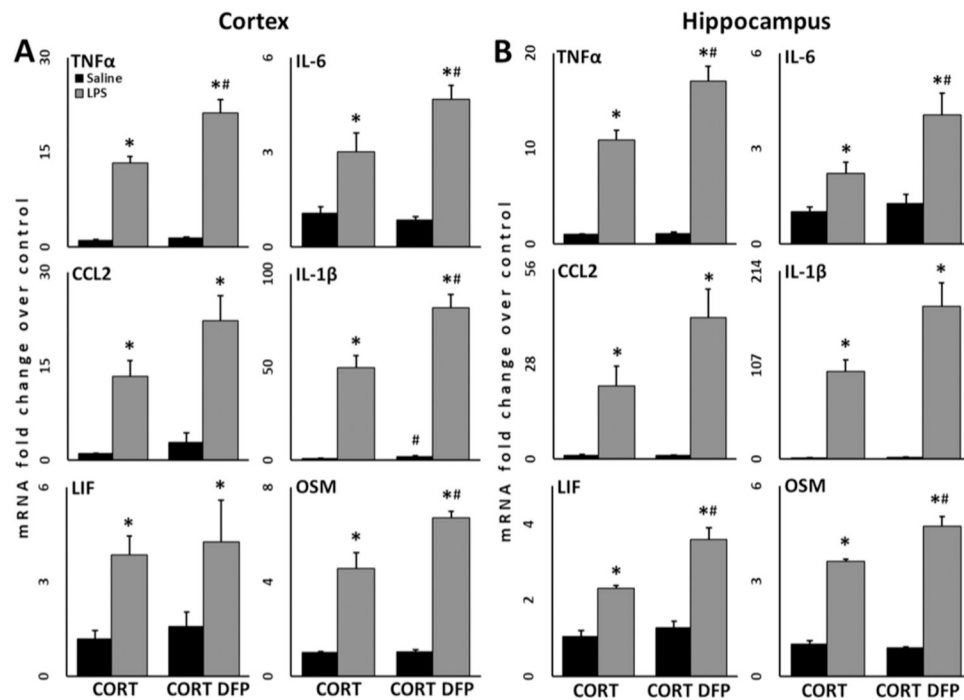 Cortex
Hippocampus
A
B
TNFα
Saline
LPS
30
15
0
*
*#
IL-6
6
3
0
*
*#
TNFα
20
10
0
*
*#
IL-6
6
3
0
*
*#
mRNA fold change over control
mRNA fold change over control
CCL2
30
15
0
*
*
IL-1β
100
50
0
*
#
*#
CCL2
56
28
0
*
*
IL-1β
214
107
0
*
*
LIF
6
3
0
*
*
OSM
8
4
0
*
*#
LIF
4
2
0
*
*#
OSM
6
3
0
*
*#
CORT CORT DFP
CORT CORT DFP
CORT CORT DFP
CORT CORT DFP